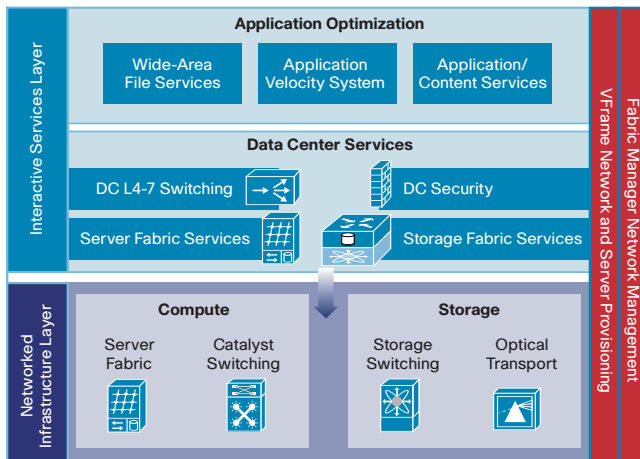 Application Optimization
Wide-Area
File Services
Application
Velocity System
Application/
Content Services
Interactive Services Layer
Data Center Services
DC L4-7 Switching
DC Security
Server Fabric Services
Storage Fabric Services
VFrame Network and Server Provisioning
Fabric Manager Network Management
Networked
Infrastructure Layer
Compute
Server
Fabric
Catalyst
Switching
Storage
Storage
Switching
Optical
Transport